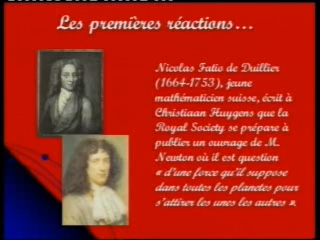 Les premières réactions...
Nicolas Fatio de Duillier
(1664-1753), jeune
mathématicien suisse, écrit à
Christiaan Huygens que la
Royal Society se prépare à
publier un ouvrage de M.
Newton où il est question
« d'une force qu'il suppose
dans toutes les planetes pour
s'attirer les unes les autres ».